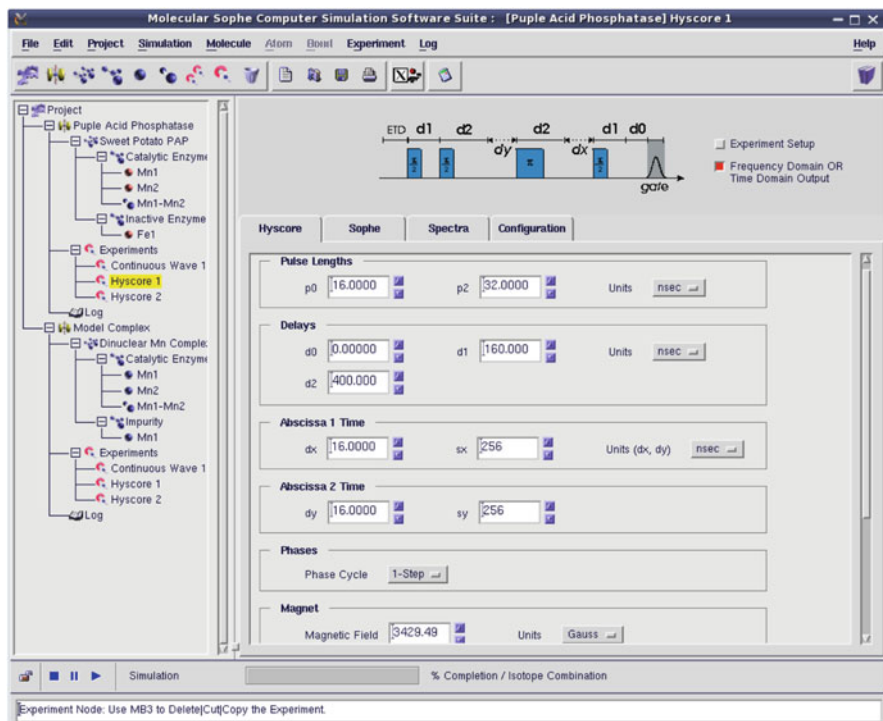 Molecular Sophe Computer Simulation Software Suite : [Puple Acid Phosphatase] Hyscore 1
File Edit Project Simulation Molecule Atom Bond Experiment Log Help
Project
Puple Acid Phosphatase
Sweet Potato PAP
Catalytic Enzyme
Mn1
Mn2
Mn1-Mn2
Inactive Enzyme
Fe1
Experiments
Continuous Wave 1
Hyscore 1
Hyscore 2
Log
Model Complex
Dinuclear Mn Comple
Catalytic Enzyme
Mn1
Mn2
Mn1-Mn2
Impurity
Mn1
Experiments
Continuous Wave 1
Hyscore 1
Hyscore 2
Log
ETD d1 d2 d2 d1 d0
dy dx
π/2 π/2 π π/2
gate
Experiment Setup
Frequency Domain OR
Time Domain Output
Hyscore Sophe Spectra Configuration
Pulse Lengths
p0 16.0000 p2 32.0000 Units nsec
Delays
d0 0.00000 d1 160.000 Units nsec
d2 400.000
Abscissa 1 Time
dx 16.0000 sx 256 Units (dx, dy) nsec
Abscissa 2 Time
dy 16.0000 sy 256
Phases
Phase Cycle 1-Step
Magnet
Magnetic Field 3429.49 Units Gauss
Simulation % Completion / Isotope Combination
Experiment Node: Use MB3 to Delete|Cut|Copy the Experiment.